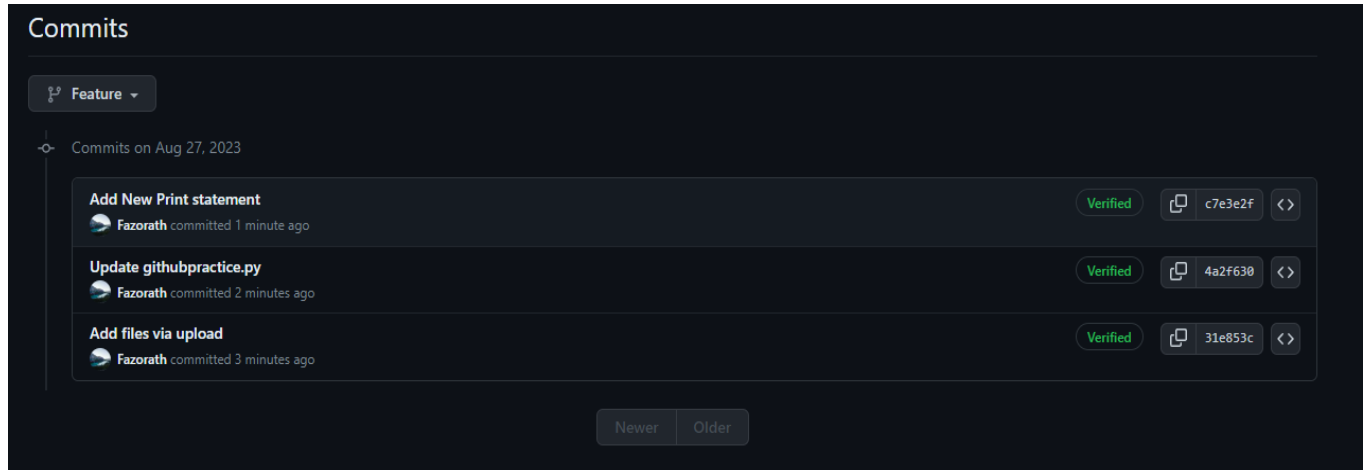 Commits
Feature
Commits on Aug 27, 2023
Add New Print statement
Fazorath committed 1 minute ago
Verified
c7e3e2f
Update githubpractice.py
Fazorath committed 2 minutes ago
Verified
4a2f630
Add files via upload
Fazorath committed 3 minutes ago
Verified
31e853c
Newer Older